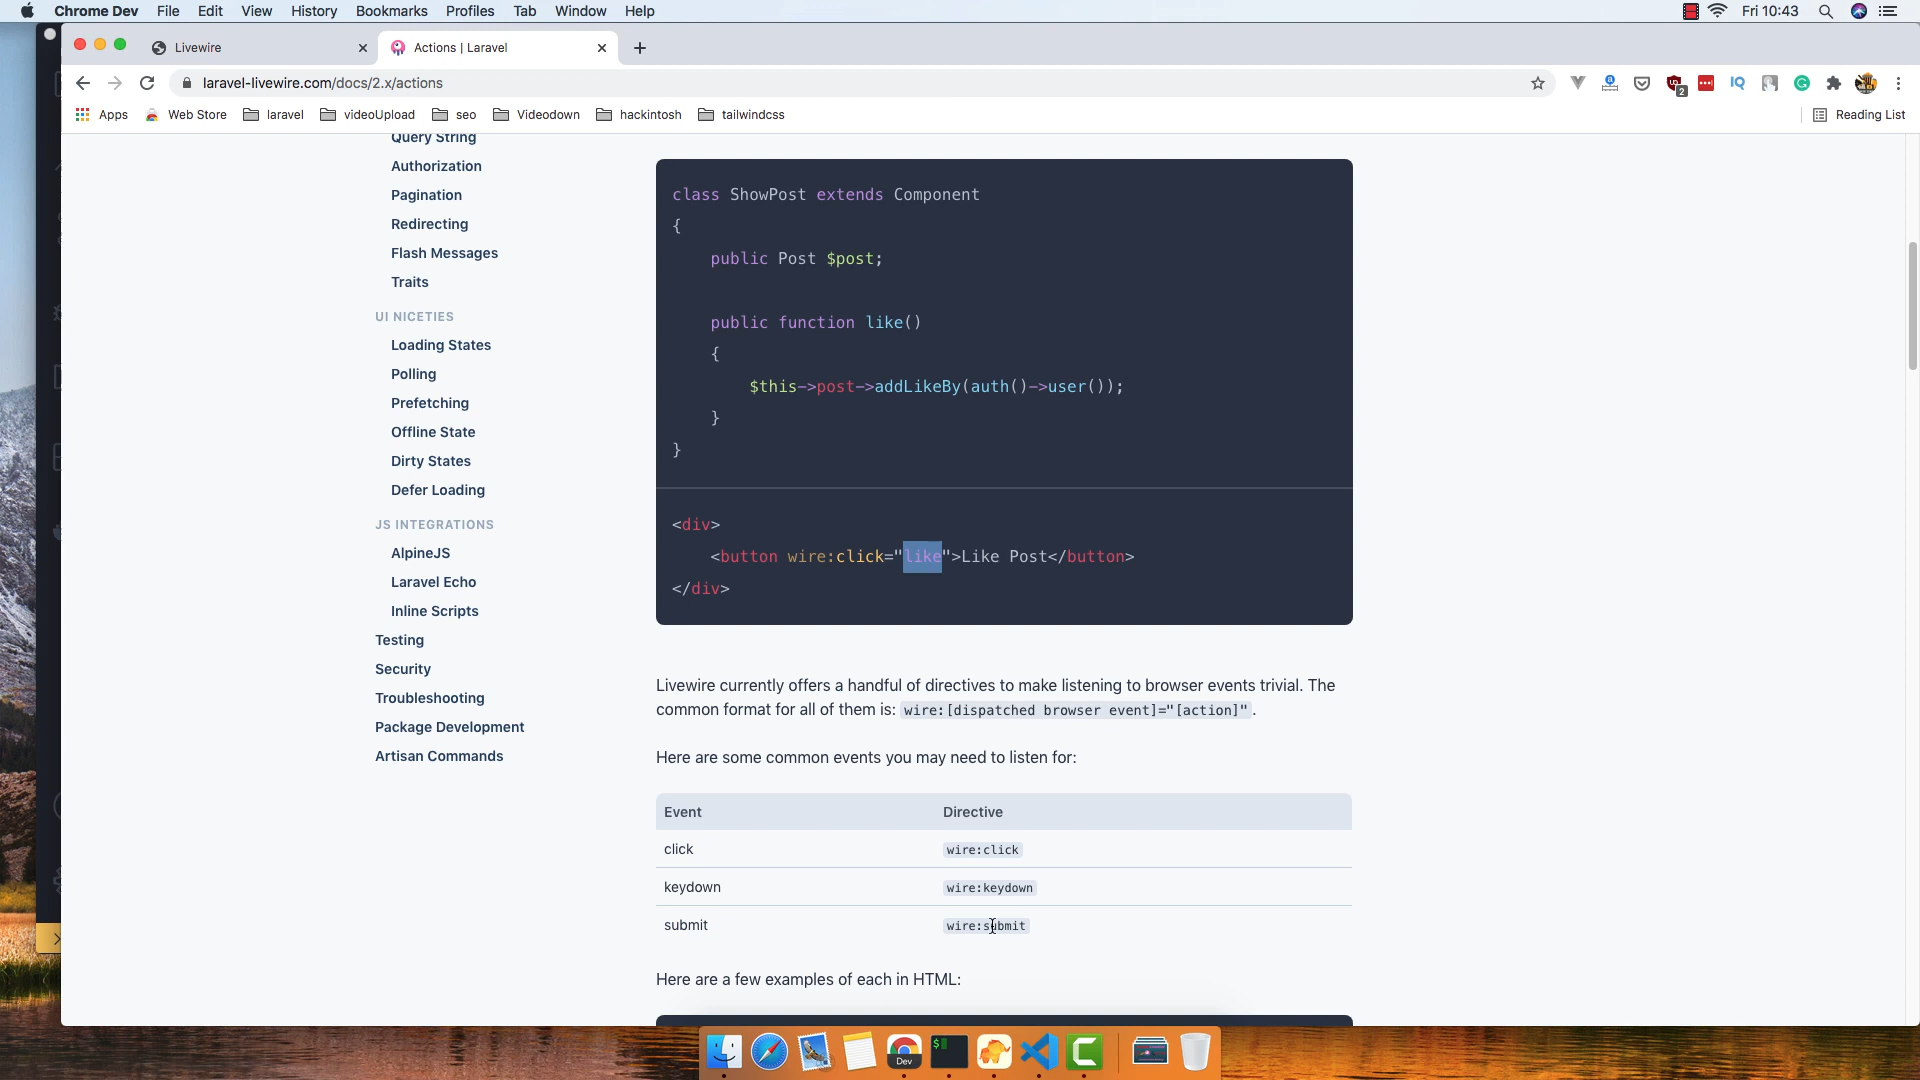 Chrome Dev File Edit View History Bookmarks Profiles Tab Window Help Fri 10:43
Livewire Actions | Laravel
laravel-livewire.com/docs/2.x/actions
2
Apps Web Store laravel videoUpload seo Videodown hackintosh tailwindcss Reading List
Query String
Authorization
Pagination
Redirecting
Flash Messages
Traits
UI NICETIES
Loading States
Polling
Prefetching
Offline State
Dirty States
Defer Loading
JS INTEGRATIONS
AlpineJS
Laravel Echo
Inline Scripts
Testing
Security
Troubleshooting
Package Development
Artisan Commands
class ShowPost extends Component
{
public Post $post;
public function like()
{
$this->post->addLikeBy(auth()->user());
}
}
<div>
<button wire:click="like">Like Post</button>
</div>
Livewire currently offers a handful of directives to make listening to browser events trivial. The
common format for all of them is: wire:[dispatched browser event]="[action]".
Here are some common events you may need to listen for:
Event Directive
click wire:click
keydown wire:keydown
submit wire:submit
Here are a few examples of each in HTML:
Dev